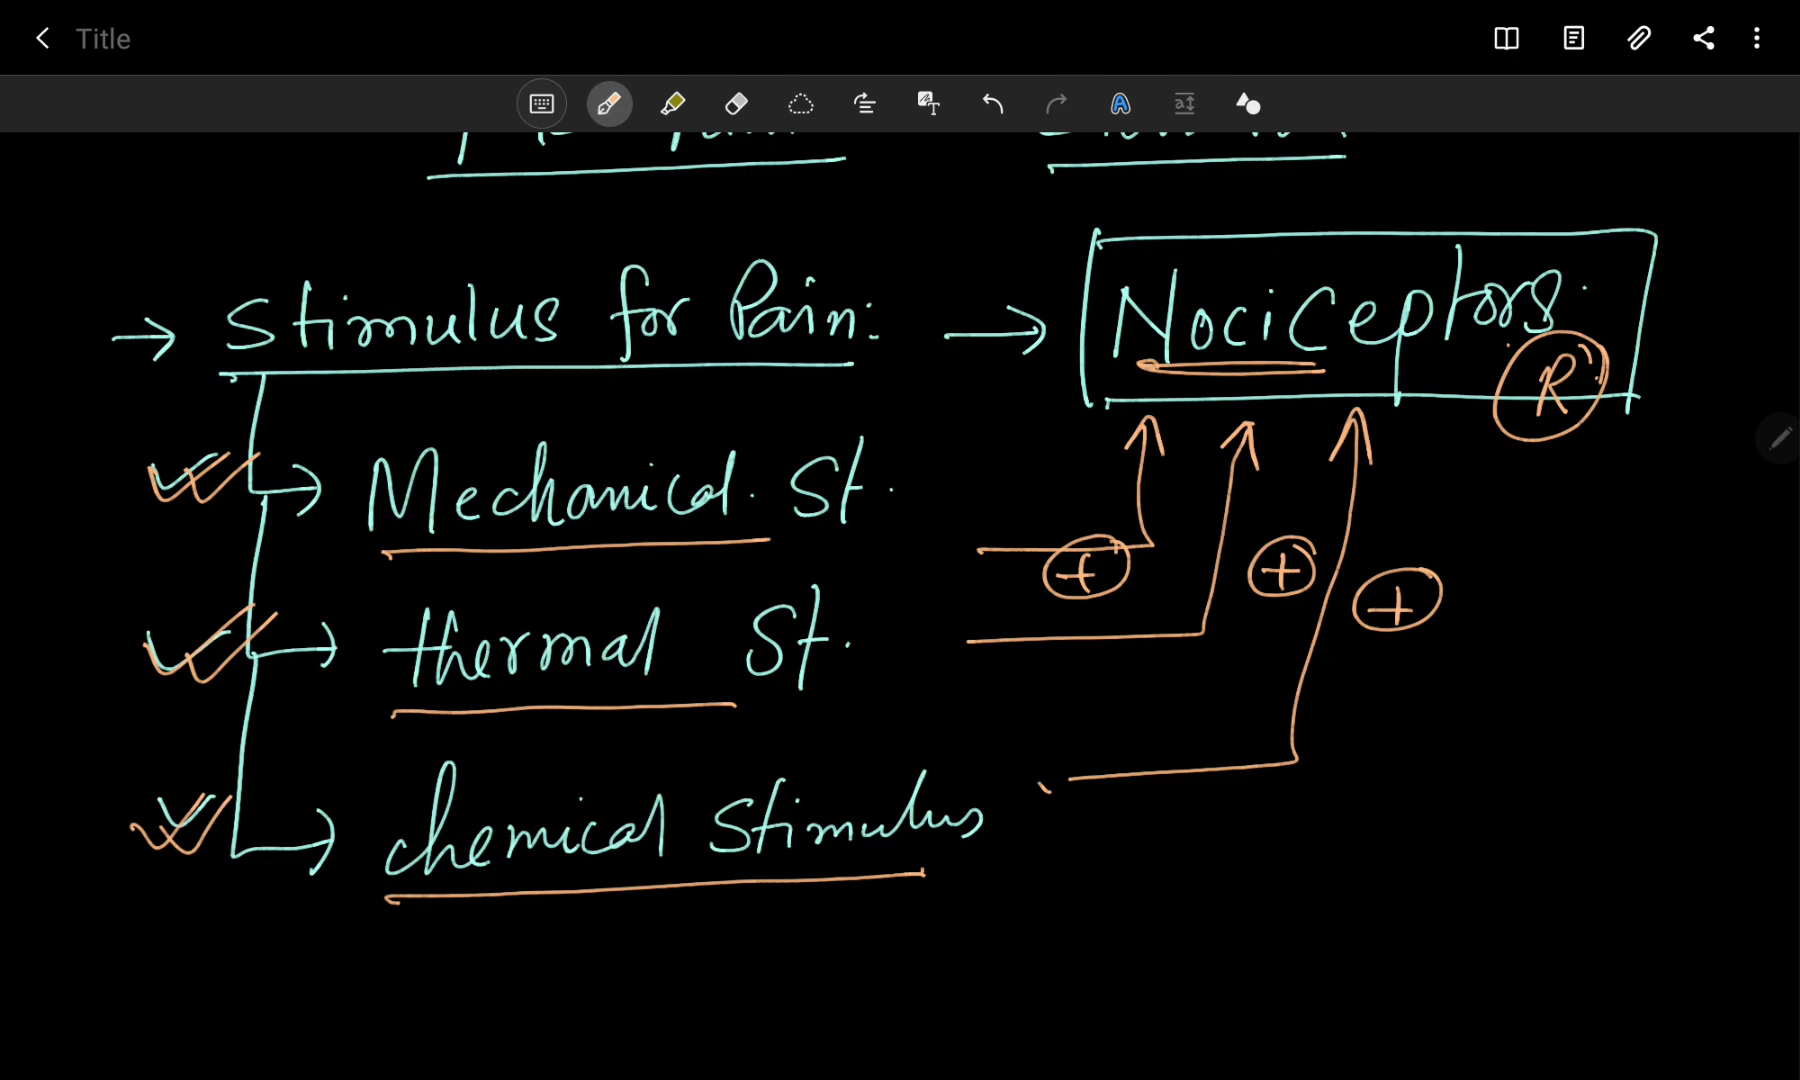 Title
→ Stimulus for Pain: → Nociceptors.
R
→ Mechanical. St.
+ + +
→ thermal St.
→ chemical stimulus